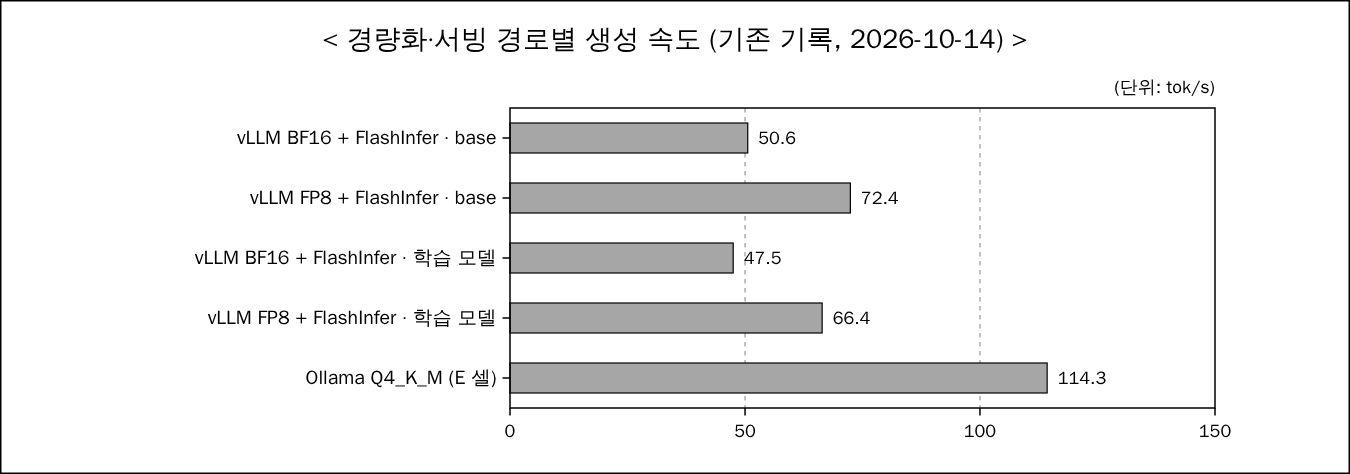 < 경량화·서빙 경로별 생성 속도 (기존 기록, 2026-10-14) >
(단위: tok/s)
vLLM BF16 + FlashInfer · base 50.6
vLLM FP8 + FlashInfer · base 72.4
vLLM BF16 + FlashInfer · 학습 모델 47.5
vLLM FP8 + FlashInfer · 학습 모델 66.4
Ollama Q4_K_M (E 셀) 114.3
0 50 100 150